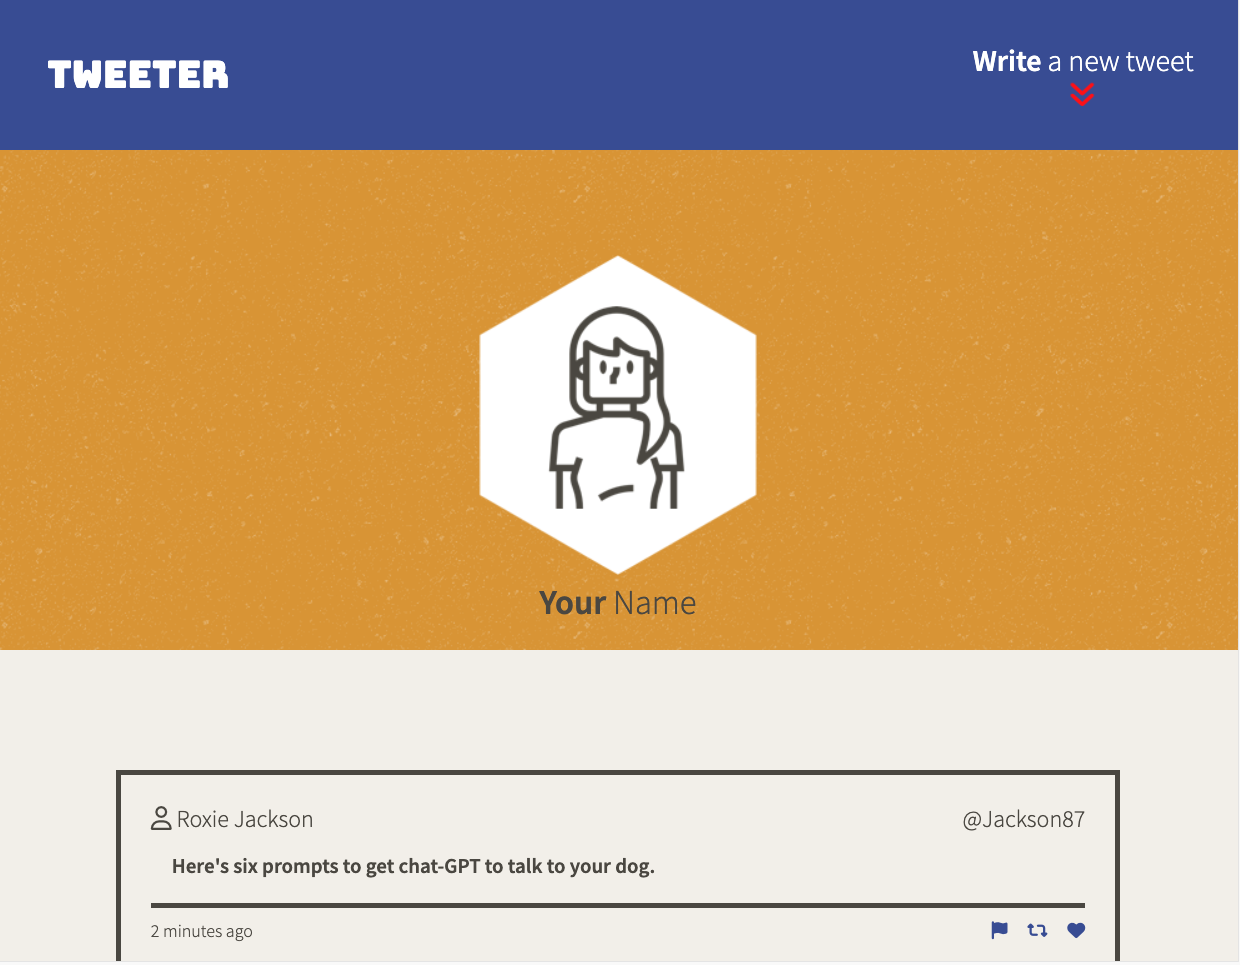 TWEETER
Write a new tweet
Your Name
Roxie Jackson
@Jackson87
Here's six prompts to get chat-GPT to talk to your dog.
2 minutes ago